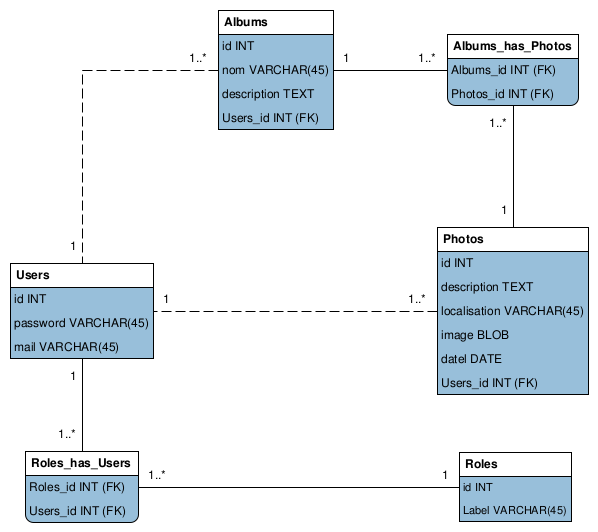 Albums
id INT
nom VARCHAR(45)
description TEXT
Users_id INT (FK)
1..*
1
1..*
Albums_has_Photos
Albums_id INT (FK)
Photos_id INT (FK)
1..*
1
1
Photos
id INT
description TEXT
localisation VARCHAR(45)
image BLOB
datel DATE
Users_id INT (FK)
Users
id INT
password VARCHAR(45)
mail VARCHAR(45)
1
1..*
1
1..*
Roles_has_Users
Roles_id INT (FK)
Users_id INT (FK)
1..*
1
Roles
id INT
Label VARCHAR(45)